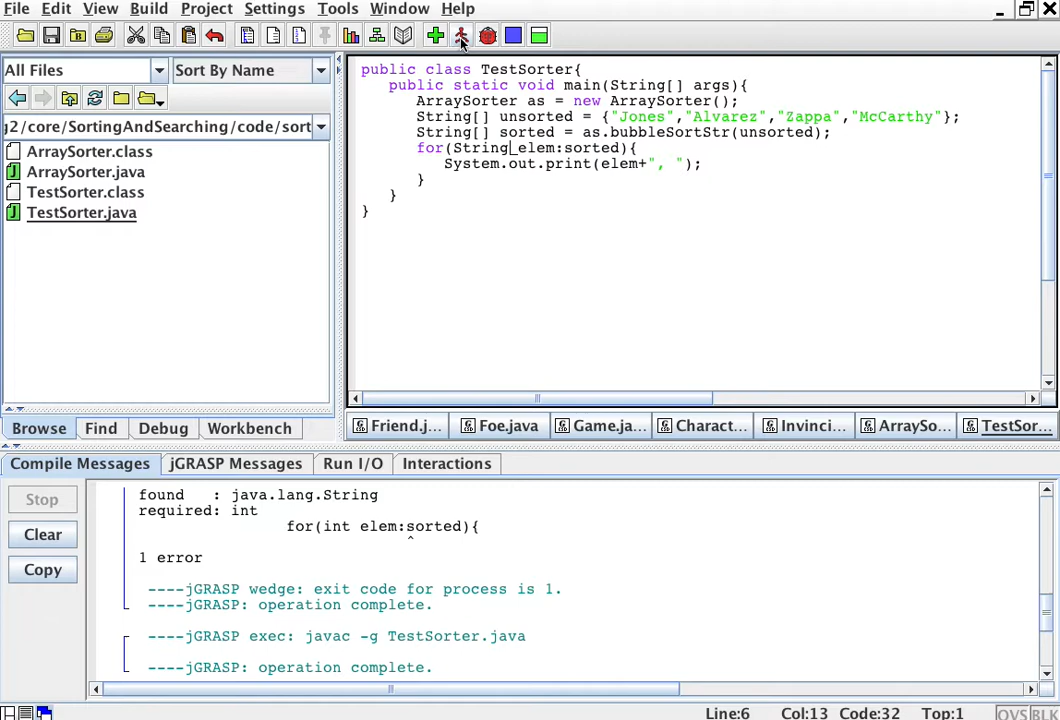 File Edit View Build Project Settings Tools Window Help
All Files Sort By Name
g2/core/SortingAndSearching/code/sort
ArraySorter.class
ArraySorter.java
TestSorter.class
TestSorter.java
Browse Find Debug Workbench
public class TestSorter{
public static void main(String[] args){
ArraySorter as = new ArraySorter();
String[] unsorted = {"Jones","Alvarez","Zappa","McCarthy"};
String[] sorted = as.bubbleSortStr(unsorted);
for(String elem:sorted){
System.out.print(elem+", ");
}
}
}
Friend.j... Foe.java Game.ja... Charact... Invinci... ArraySo... TestSor...
Compile Messages jGRASP Messages Run I/O Interactions
Stop
Clear
Copy
found : java.lang.String
required: int
for(int elem:sorted){
^
1 error
----jGRASP wedge: exit code for process is 1.
----jGRASP: operation complete.
----jGRASP exec: javac -g TestSorter.java
----jGRASP: operation complete.
Line:6 Col:13 Code:32 Top:1 OVS BLK